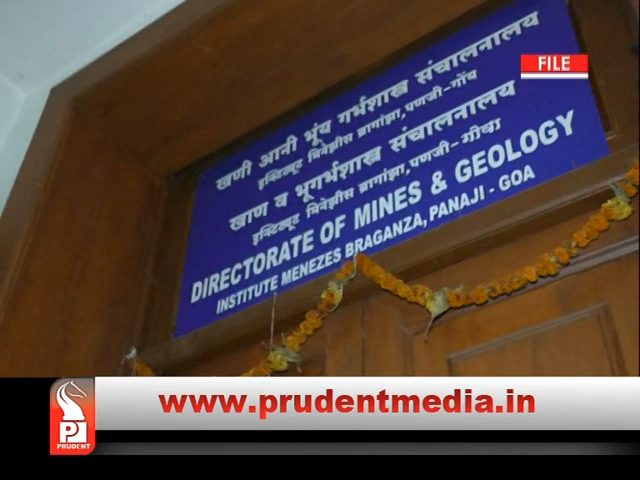 FILE
खाणी आनी भूंय गर्भशास्त्र संचालनालय
इन्स्टिट्यूट मिनेझीस ब्रागांझा, पणजी-गोंय
खाण व भूगर्भशास्त्र संचालनालय
इन्स्टिट्यूट मिनेझीस ब्रागांझा, पणजी-गोवा
DIRECTORATE OF MINES & GEOLOGY
INSTITUTE MENEZES BRAGANZA, PANAJI - GOA
www.prudentmedia.in
PRUDENT